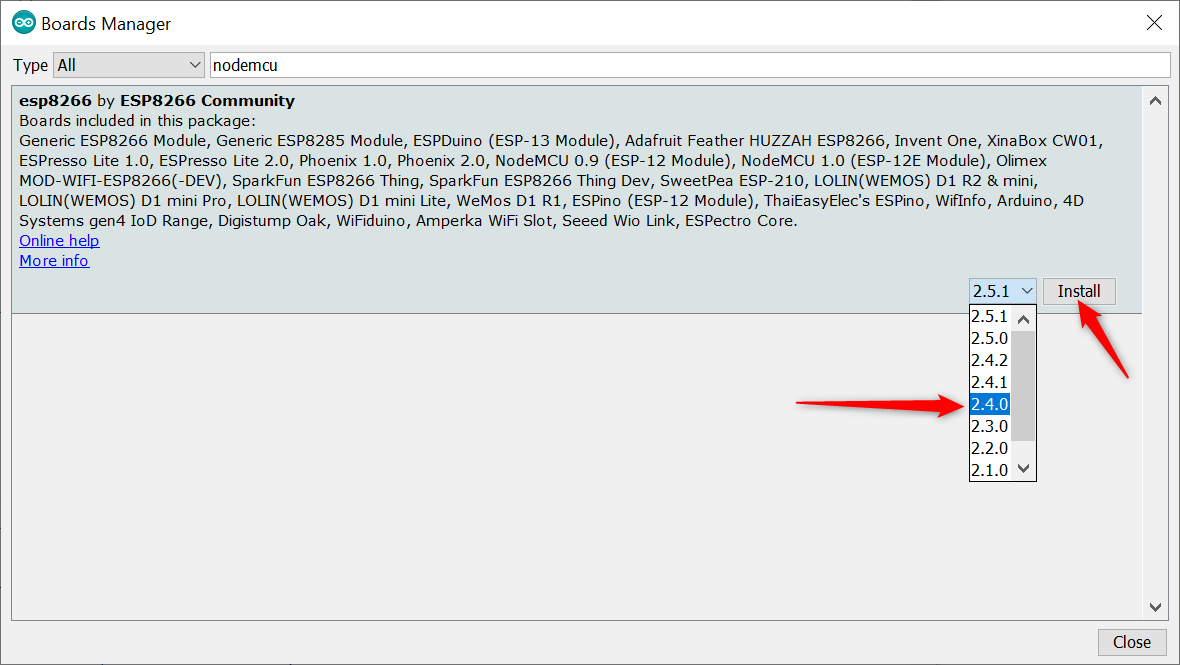 Boards Manager
Type All nodemcu
esp8266 by ESP8266 Community
Boards included in this package:
Generic ESP8266 Module, Generic ESP8285 Module, ESPDuino (ESP-13 Module), Adafruit Feather HUZZAH ESP8266, Invent One, XinaBox CW01,
ESPresso Lite 1.0, ESPresso Lite 2.0, Phoenix 1.0, Phoenix 2.0, NodeMCU 0.9 (ESP-12 Module), NodeMCU 1.0 (ESP-12E Module), Olimex
MOD-WIFI-ESP8266(-DEV), SparkFun ESP8266 Thing, SparkFun ESP8266 Thing Dev, SweetPea ESP-210, LOLIN(WEMOS) D1 R2 & mini,
LOLIN(WEMOS) D1 mini Pro, LOLIN(WEMOS) D1 mini Lite, WeMos D1 R1, ESPino (ESP-12 Module), ThaiEasyElec's ESPino, WifInfo, Arduino, 4D
Systems gen4 IoD Range, Digistump Oak, WiFiduino, Amperka WiFi Slot, Seeed Wio Link, ESPectro Core.
Online help
More info
2.5.1 Install
2.5.1
2.5.0
2.4.2
2.4.1
2.4.0
2.3.0
2.2.0
2.1.0
Close